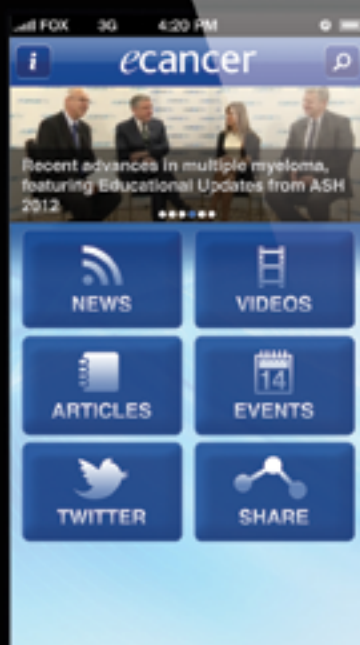 FOX 3G 4:20 PM
i ecancer
Recent advances in multiple myeloma,
featuring Educational Updates from ASH
2012
NEWS VIDEOS
ARTICLES 14 EVENTS
TWITTER SHARE